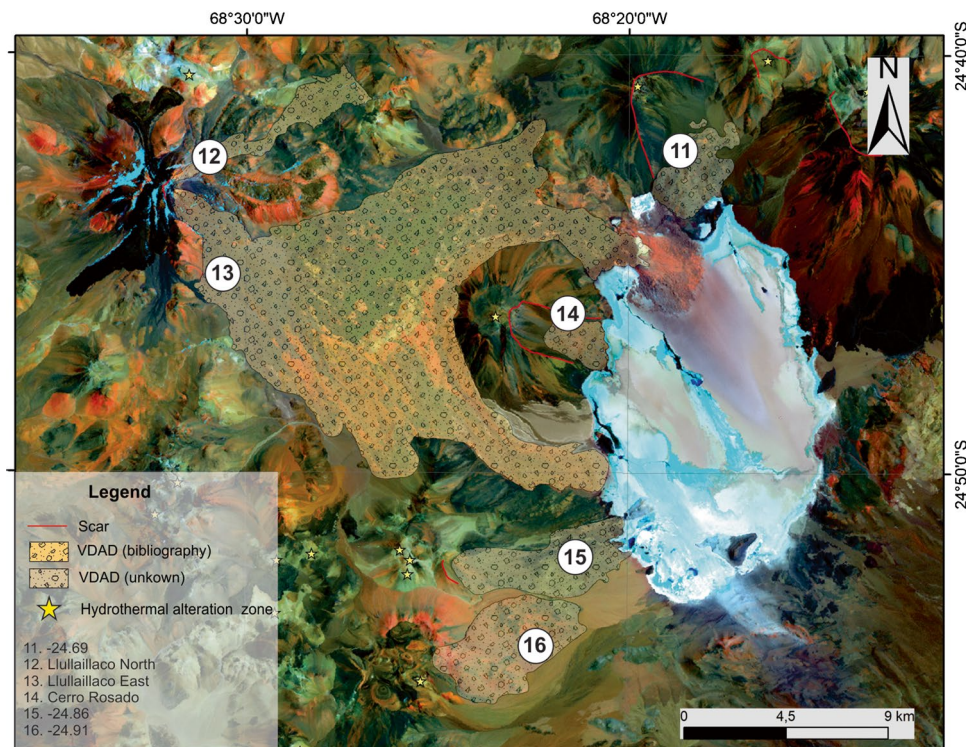 68°30'0"W
68°20'0"W
24°40'0"S
N
11
12
13
14
24°50'0"S
15
16
Legend
Scar
VDAD (bibliography)
VDAD (unkown)
Hydrothermal alteration zone
11. -24.69
12. Llullaillaco North
13. Llullaillaco East
14. Cerro Rosado
15. -24.86
16. -24.91
0
4,5
9 km